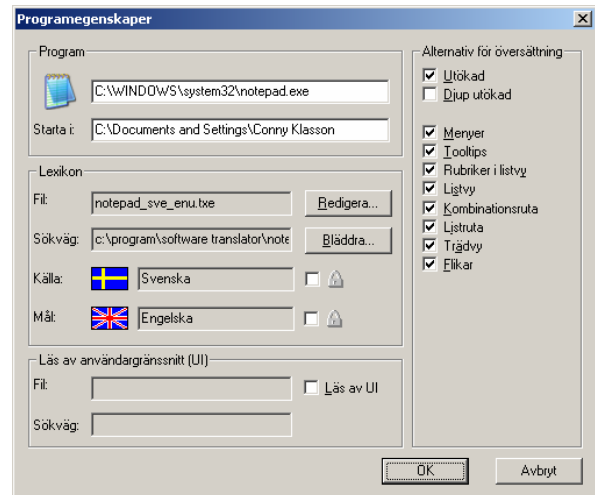 Programegenskaper
Program
C:\WINDOWS\system32\notepad.exe
Starta i: C:\Documents and Settings\Conny Klasson
Lexikon
Fil: notepad_sve_enu.txe Redigera...
Sökväg: c:\program\software translator\note Bläddra...
Källa: Svenska
Mål: Engelska
Läs av användargränssnitt (UI)
Fil: Läs av UI
Sökväg:
Alternativ för översättning
Utökad
Djup utökad
Menyer
Tooltips
Rubriker i listvy
Listvy
Kombinationsruta
Listruta
Trädvy
Flikar
OK Avbryt